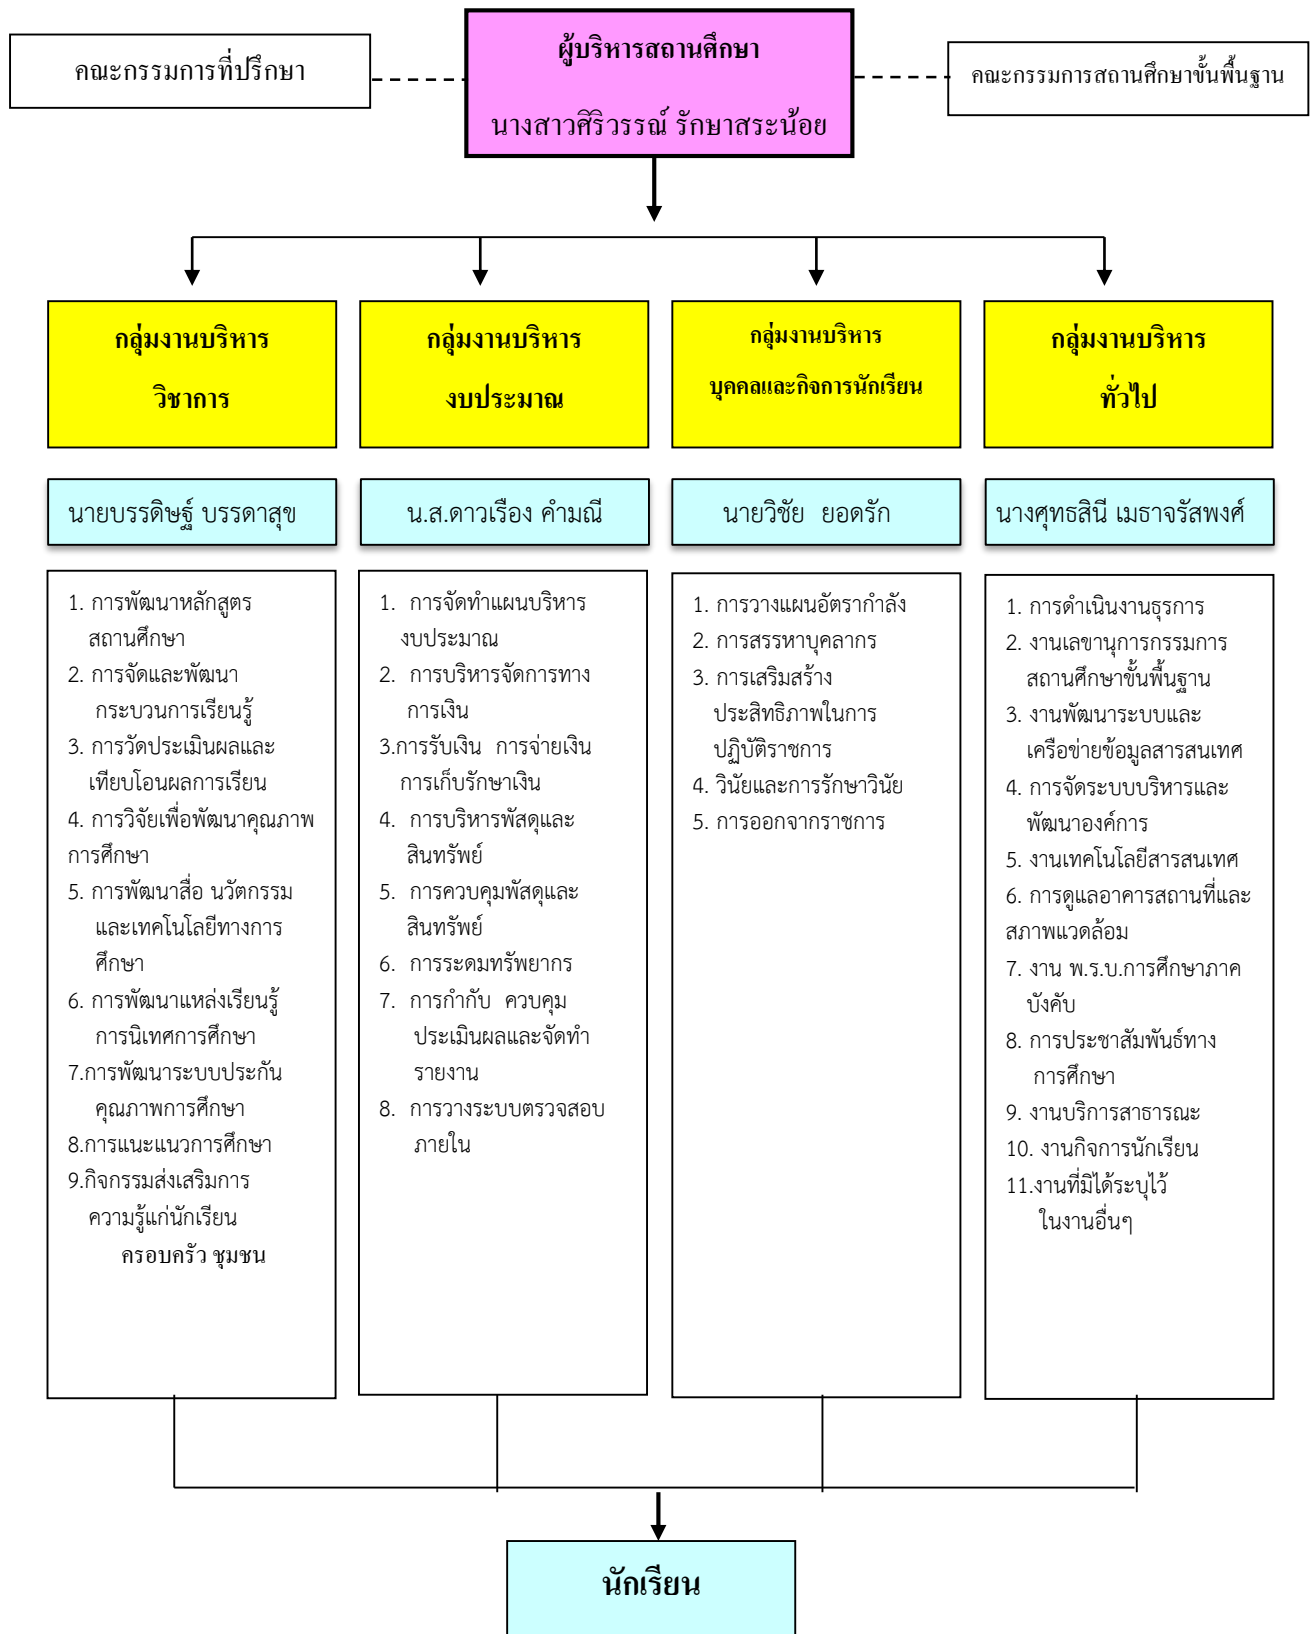 คณะกรรมการที่ปรึกษา
ผู้บริหารสถานศึกษา
นางสาวศิริวรรณ์ รักษาสระน้อย
คณะกรรมการสถานศึกษาขั้นพื้นฐาน
กลุ่มงานบริหาร
วิชาการ
กลุ่มงานบริหาร
งบประมาณ
กลุ่มงานบริหาร
บุคคลและกิจการนักเรียน
กลุ่มงานบริหาร
ทั่วไป
นายบรรดิษฐ์ บรรดาสุข
น.ส.ดาวเรือง คำมณี
นายวิชัย  ยอดรัก
นางศุทธสินี เมธาจรัสพงศ์
1. การพัฒนาหลักสูตร
สถานศึกษา
2. การจัดและพัฒนา
กระบวนการเรียนรู้
3. การวัดประเมินผลและ
เทียบโอนผลการเรียน
4. การวิจัยเพื่อพัฒนาคุณภาพ
การศึกษา
5. การพัฒนาสื่อ นวัตกรรม
และเทคโนโลยีทางการ
ศึกษา
6. การพัฒนาแหล่งเรียนรู้
การนิเทศการศึกษา
7.การพัฒนาระบบประกัน
คุณภาพการศึกษา
8.การแนะแนวการศึกษา
9.กิจกรรมส่งเสริมการ
ความรู้แก่นักเรียน
ครอบครัว ชุมชน
1.  การจัดทำแผนบริหาร
งบประมาณ
2.  การบริหารจัดการทาง
การเงิน
3.การรับเงิน  การจ่ายเงิน
การเก็บรักษาเงิน
4.  การบริหารพัสดุและ
สินทรัพย์
5.  การควบคุมพัสดุและ
สินทรัพย์
6.  การระดมทรัพยากร
7.  การกำกับ  ควบคุม
ประเมินผลและจัดทำ
รายงาน
8.  การวางระบบตรวจสอบ
ภายใน
1. การวางแผนอัตรากำลัง
2. การสรรหาบุคลากร
3. การเสริมสร้าง
ประสิทธิภาพในการ
ปฏิบัติราชการ
4. วินัยและการรักษาวินัย
5. การออกจากราชการ
1. การดำเนินงานธุรการ
2. งานเลขานุการกรรมการ
สถานศึกษาขั้นพื้นฐาน
3. งานพัฒนาระบบและ
เครือข่ายข้อมูลสารสนเทศ
4. การจัดระบบบริหารและ
พัฒนาองค์การ
5. งานเทคโนโลยีสารสนเทศ
6. การดูแลอาคารสถานที่และ
สภาพแวดล้อม
7. งาน พ.ร.บ.การศึกษาภาค
บังคับ
8. การประชาสัมพันธ์ทาง
การศึกษา
9. งานบริการสาธารณะ
10. งานกิจการนักเรียน
11.งานที่มิได้ระบุไว้
ในงานอื่นๆ
นักเรียน